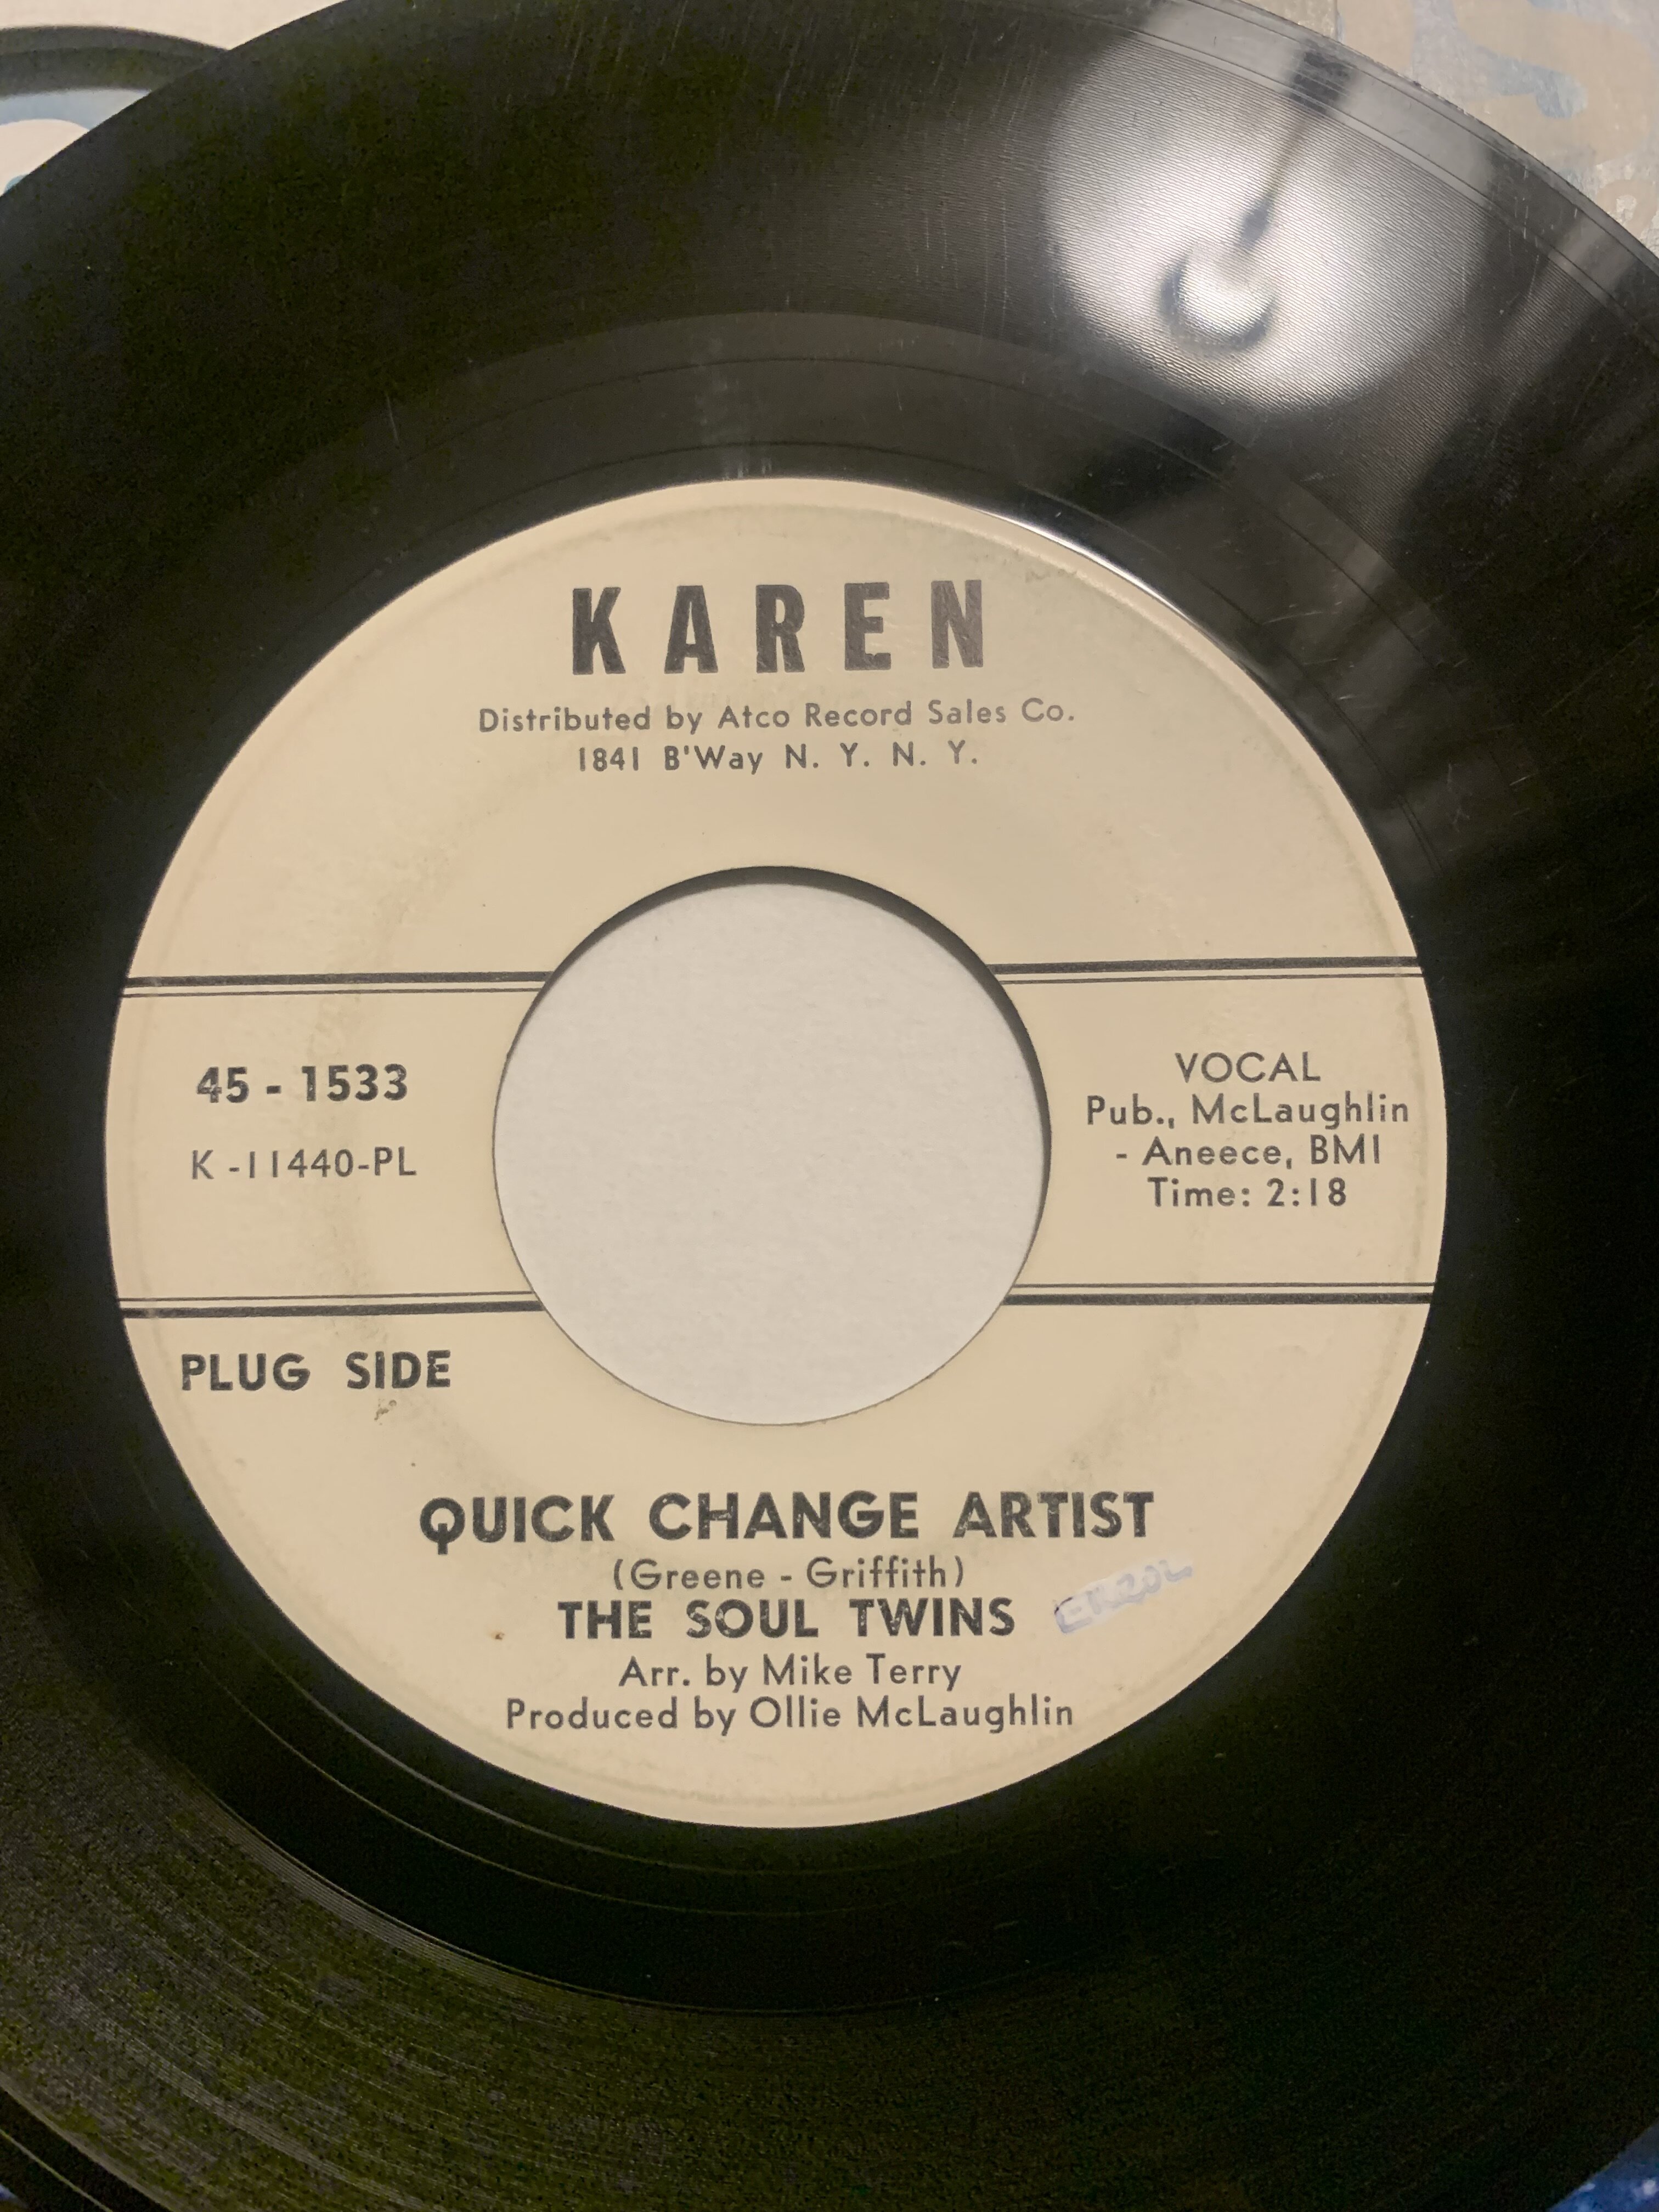 KAREN
Distributed by Atco Record Sales Co.
1841 B'Way N. Y. N. Y.
45 - 1533
K -11440-PL
VOCAL
Pub., McLaughlin
- Aneece, BMI
Time: 2:18
PLUG SIDE
QUICK CHANGE ARTIST
(Greene - Griffith)
THE SOUL TWINS
Arr. by Mike Terry
Produced by Ollie McLaughlin